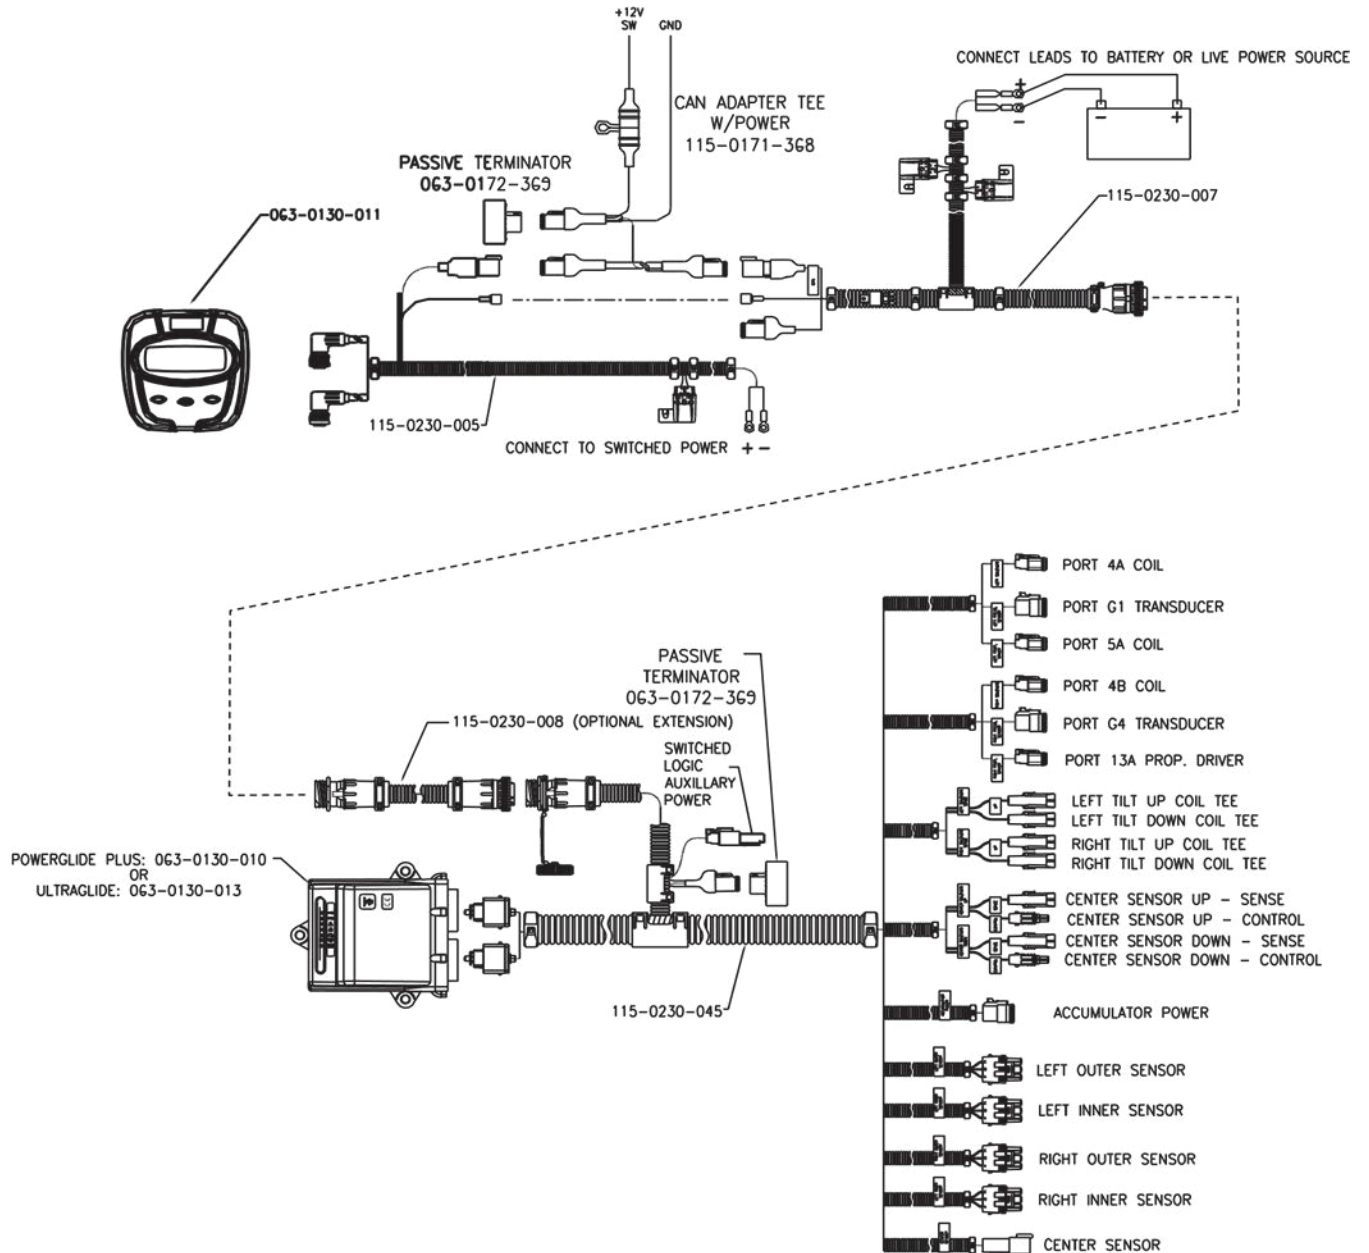 +12V
SW
GND
CONNECT LEADS TO BATTERY OR LIVE POWER SOURCE
+
-
-
+
CAN ADAPTER TEE
W/POWER
115-0171-368
PASSIVE TERMINATOR
063-0172-369
063-0130-011
115-0230-007
115-0230-005
CONNECT TO SWITCHED POWER + -
PORT 4A COIL
PORT G1 TRANSDUCER
PORT 5A COIL
PORT 4B COIL
PORT G4 TRANSDUCER
PORT 13A PROP. DRIVER
PASSIVE
TERMINATOR
063-0172-369
115-0230-008 (OPTIONAL EXTENSION)
SWITCHED
LOGIC
AUXILLARY
POWER
LEFT TILT UP COIL TEE
LEFT TILT DOWN COIL TEE
RIGHT TILT UP COIL TEE
RIGHT TILT DOWN COIL TEE
POWERGLIDE PLUS: 063-0130-010
OR
ULTRAGLIDE: 063-0130-013
CENTER SENSOR UP - SENSE
CENTER SENSOR UP - CONTROL
CENTER SENSOR DOWN - SENSE
CENTER SENSOR DOWN - CONTROL
115-0230-045
ACCUMULATOR POWER
LEFT OUTER SENSOR
LEFT INNER SENSOR
RIGHT OUTER SENSOR
RIGHT INNER SENSOR
CENTER SENSOR